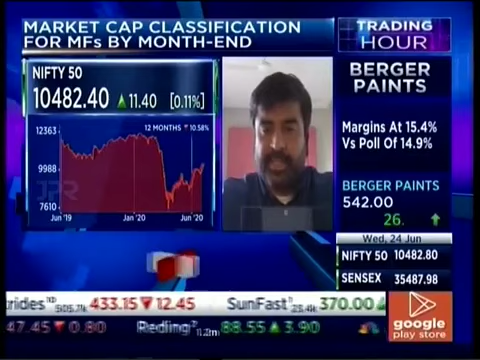 MARKET CAP CLASSIFICATION
FOR MFs BY MONTH-END
TRADING
HOUR
NIFTY 50
10482.40 ▲ 11.40 [0.11%]
12 MONTHS ▼ 10.58%
12363
9988
7610
Jun '19
Jan '20
Jun '20
JPR
BERGER
PAINTS
Margins At 15.4%
Vs Poll Of 14.9%
BERGER PAINTS
542.00
26.
Wed, 24 Jun
NIFTY 50 10482.80
SENSEX 35487.98
rides 433.15 ▼ 12.45 SunFast 370.00
47.45 ▼ 0.80 Redling 88.55 ▲ 3.90
google
play store